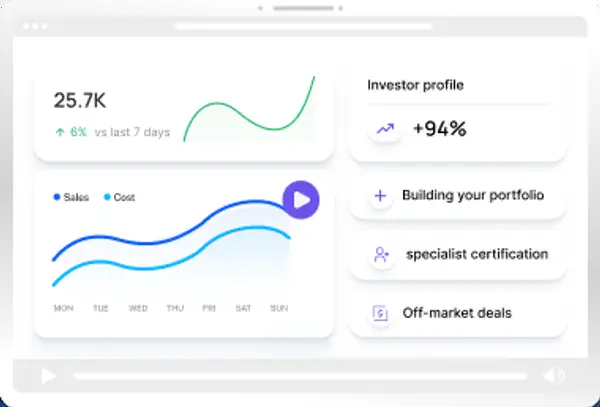 25.7K
6% vs last 7 days
Investor profile
+94%
Sales Cost
MON TUE WED THU FRI SAT SUN
Building your portfolio
specialist certification
Off-market deals